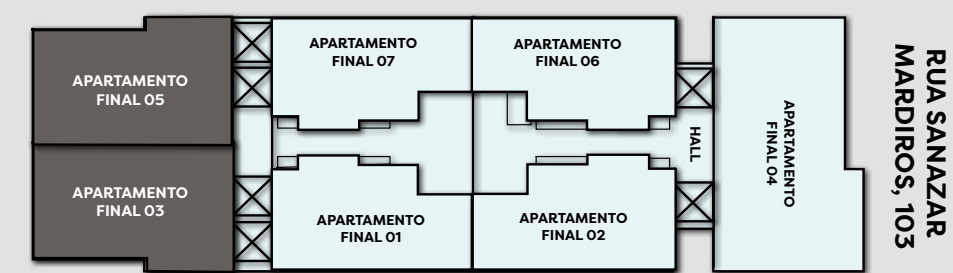 APARTAMENTO
FINAL 07
APARTAMENTO
FINAL 06
APARTAMENTO
FINAL 05
APARTAMENTO
FINAL 03
APARTAMENTO
FINAL 01
APARTAMENTO
FINAL 02
HALL
APARTAMENTO
FINAL 04
RUA SANAZAR
MARDIROS, 103